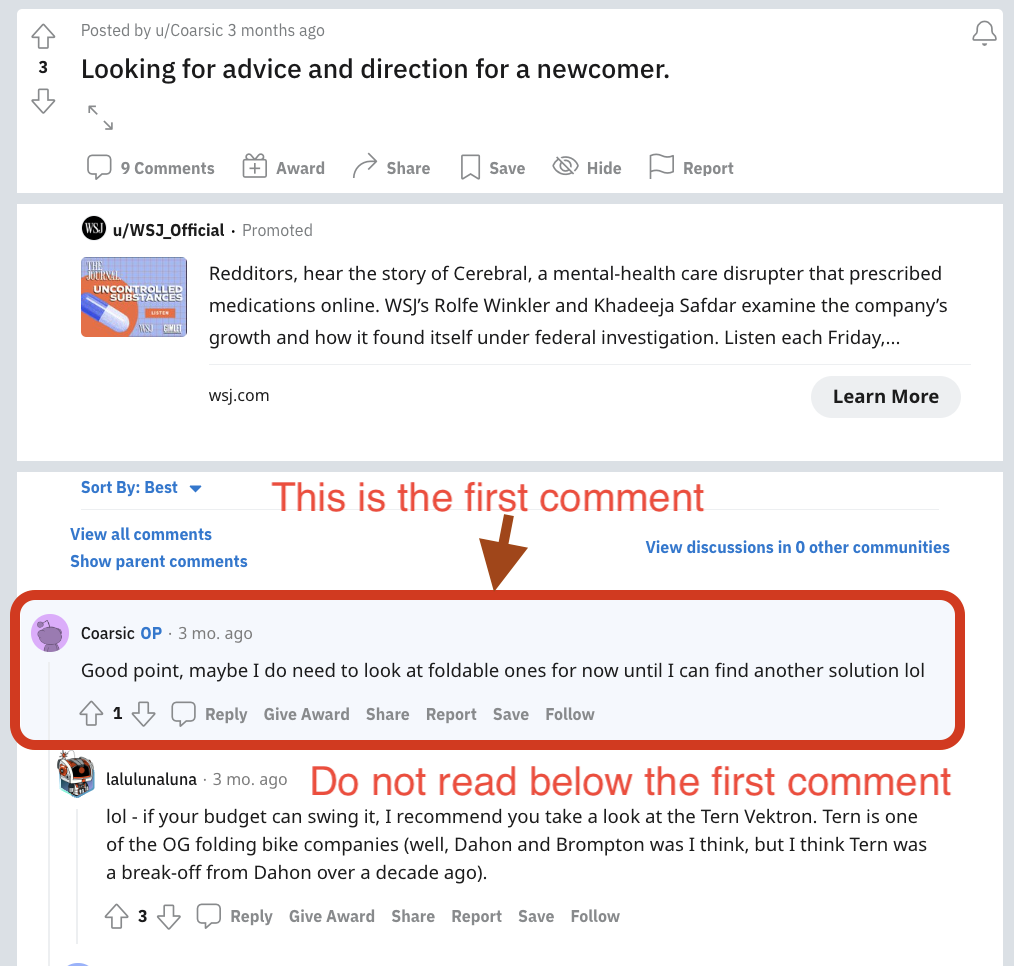 Posted by u/Coarsic 3 months ago
3
Looking for advice and direction for a newcomer.
9 Comments Award Share Save Hide Report
WSJ u/WSJ_Official · Promoted
THE JOURNAL.
UNCONTROLLED
SUBSTANCES
LISTEN
WSJ GIMLET
Redditors, hear the story of Cerebral, a mental-health care disrupter that prescribed
medications online. WSJ’s Rolfe Winkler and Khadeeja Safdar examine the company’s
growth and how it found itself under federal investigation. Listen each Friday,...
wsj.com
Learn More
Sort By: Best
This is the first comment
View all comments
Show parent comments
View discussions in 0 other communities
Coarsic OP · 3 mo. ago
Good point, maybe I do need to look at foldable ones for now until I can find another solution lol
1 Reply Give Award Share Report Save Follow
lalulunaluna · 3 mo. ago
Do not read below the first comment
lol - if your budget can swing it, I recommend you take a look at the Tern Vektron. Tern is one
of the OG folding bike companies (well, Dahon and Brompton was I think, but I think Tern was
a break-off from Dahon over a decade ago).
3 Reply Give Award Share Report Save Follow